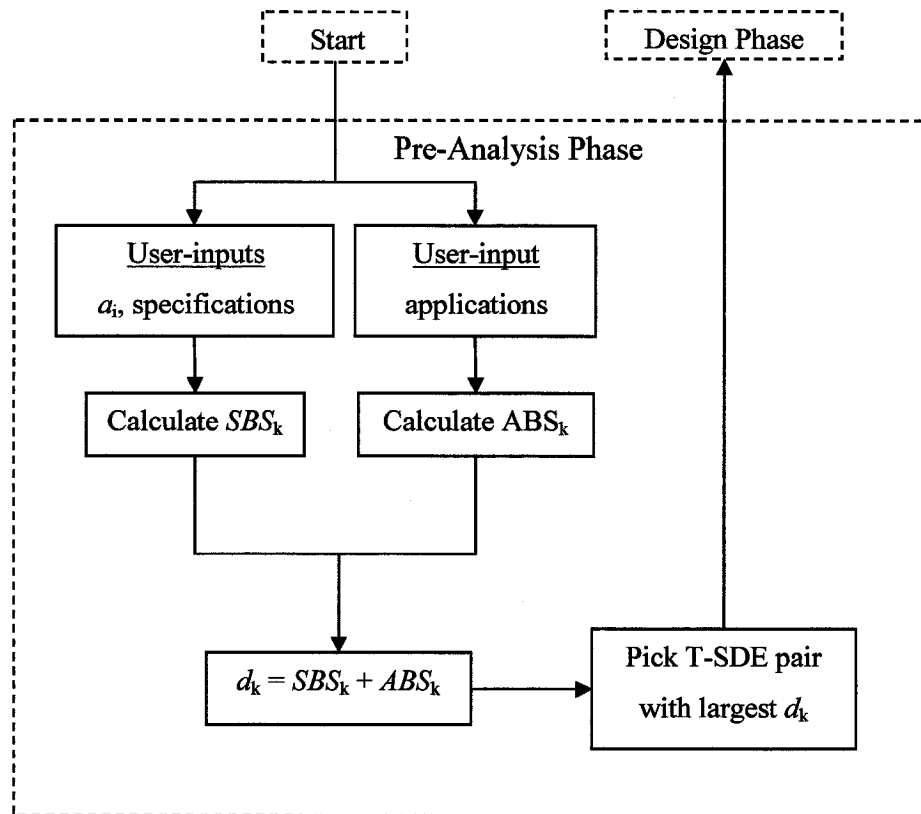 Start
Design Phase
Pre-Analysis Phase
User-inputs
aᵢ, specifications
User-input
applications
Calculate SBSₖ
Calculate ABSₖ
dₖ = SBSₖ + ABSₖ
Pick T-SDE pair
with largest dₖ